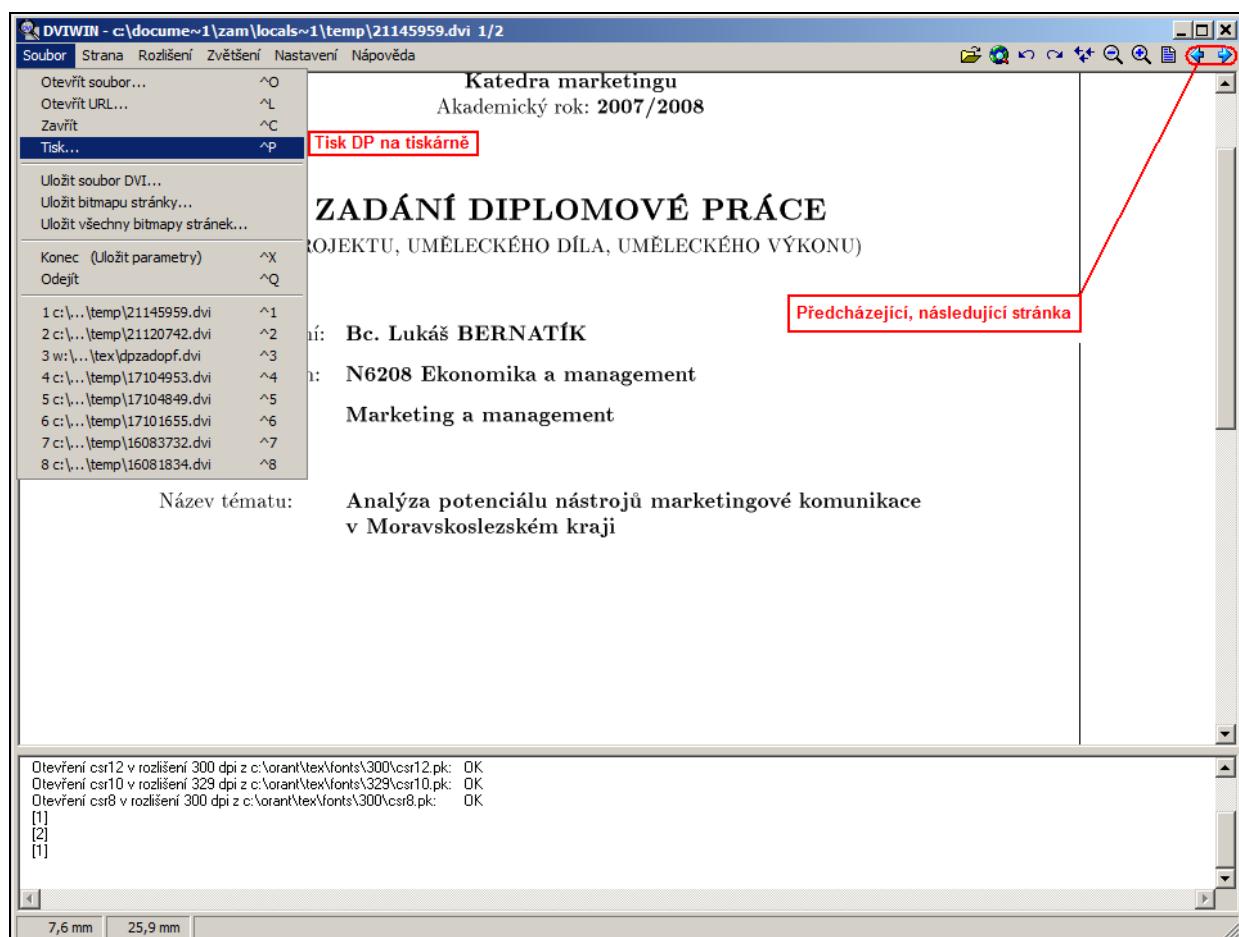 DVIWIN - c:\docume~1\zam\locals~1\temp\21145959.dvi 1/2
Soubor Strana Rozlišení Zvětšení Nastavení Nápověda
Otevřít soubor... ^O
Otevřít URL... ^L
Zavřít ^C
Tisk... ^P
Uložit soubor DVI...
Uložit bitmapu stránky...
Uložit všechny bitmapy stránek...
Konec (Uložit parametry) ^X
Odejít ^Q
1 c:\...\temp\21145959.dvi ^1
2 c:\...\temp\21120742.dvi ^2
3 w:\...\tex\dpzadopf.dvi ^3
4 c:\...\temp\17104953.dvi ^4
5 c:\...\temp\17104849.dvi ^5
6 c:\...\temp\17101655.dvi ^6
7 c:\...\temp\16083732.dvi ^7
8 c:\...\temp\16081834.dvi ^8
Tisk DP na tiskárně
Předcházející, následující stránka
Katedra marketingu
Akademický rok: 2007/2008
ZADÁNÍ DIPLOMOVÉ PRÁCE
ROJEKTU, UMĚLECKÉHO DÍLA, UMĚLECKÉHO VÝKONU)
ní: Bc. Lukáš BERNATÍK
n: N6208 Ekonomika a management
Marketing a management
Název tématu: Analýza potenciálu nástrojů marketingové komunikace
v Moravskoslezském kraji
Otevření csr12 v rozlišení 300 dpi z c:\orant\tex\fonts\300\csr12.pk: OK
Otevření csr10 v rozlišení 329 dpi z c:\orant\tex\fonts\329\csr10.pk: OK
Otevření csr8 v rozlišení 300 dpi z c:\orant\tex\fonts\300\csr8.pk: OK
[1]
[2]
[1]
7,6 mm 25,9 mm